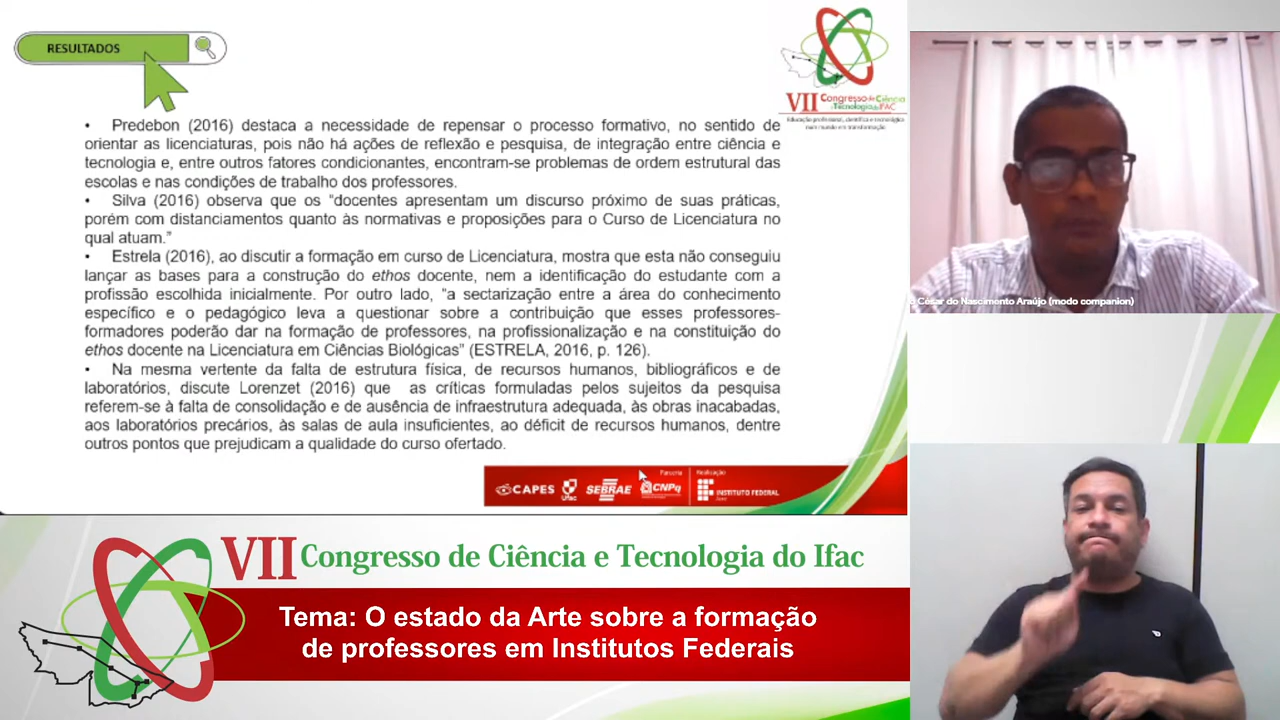 RESULTADOS
VII Congresso de Ciência
e Tecnologia do IFAC
Educação profissional, científica e tecnológica
num mundo em transformação
(2016) destaca a necessidade de repensar o processo formativo, no sentido de
orientar as licenciaturas, pois não há ações de reflexão e pesquisa, de integração entre ciência e
tecnologia e, entre outros fatores condicionantes, encontram-se problemas de ordem estrutural das
escolas e nas condições de trabalho dos professores.
• Silva (2016) observa que os “docentes apresentam um discurso próximo de suas práticas,
porém com distanciamentos quanto às normativas e proposições para o Curso de Licenciatura no
qual atuam.”
• Estrela (2016), ao discutir a formação em curso de Licenciatura, mostra que esta não conseguiu
lançar as bases para a construção do ethos docente, nem a identificação do estudante com a
profissão escolhida inicialmente. Por outro lado, “a sectarização entre a área do conhecimento
específico e o pedagógico leva a questionar sobre a contribuição que esses professores-
formadores poderão dar na formação de professores, na profissionalização e na constituição do
ethos docente na Licenciatura em Ciências Biológicas” (ESTRELA, 2016, p. 126).
• Na mesma vertente da falta de estrutura física, de recursos humanos, bibliográficos e de
laboratórios, discute Lorenzet (2016) que as críticas formuladas pelos sujeitos da pesquisa
referem-se à falta de consolidação e de ausência de infraestrutura adequada, às obras inacabadas,
aos laboratórios precários, às salas de aula insuficientes, ao déficit de recursos humanos, dentre
outros pontos que prejudicam a qualidade do curso ofertado.
Parceria
Realização
CAPES
Ufac
SEBRAE
CNPq
INSTITUTO FEDERAL
Acre
César do Nascimento Araújo (modo companion)
VII Congresso de Ciência e Tecnologia do Ifac
Tema: O estado da Arte sobre a formação
de professores em Institutos Federais